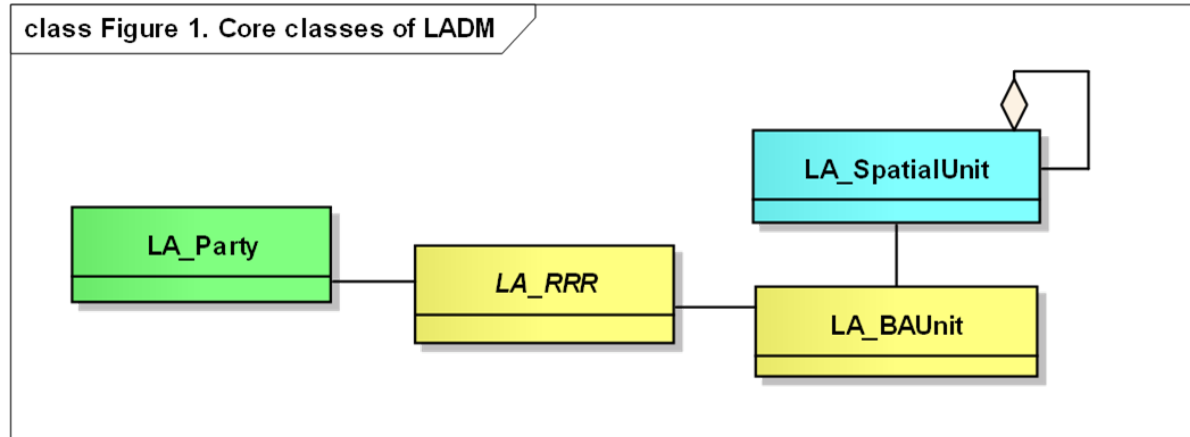 class Figure 1. Core classes of LADM
LA_SpatialUnit
LA_Party
LA_RRR
LA_BAUnit